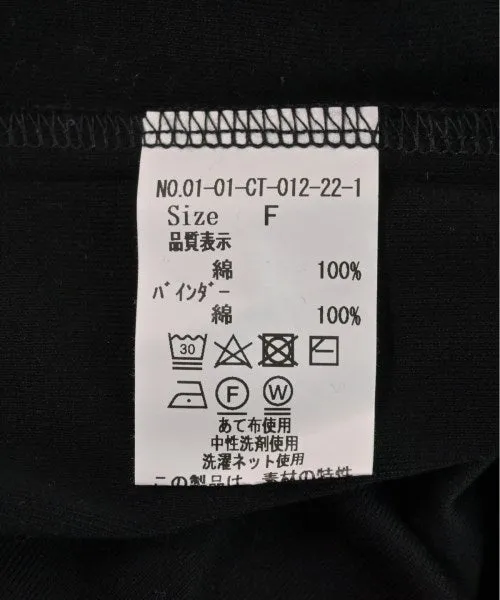 NO.01-01-CT-012-22-1
Size F
品質表示
綿 100%
バインダー
綿 100%
30
F W
あて布使用
中性洗剤使用
洗濯ネット使用
この製品は、素材の特性